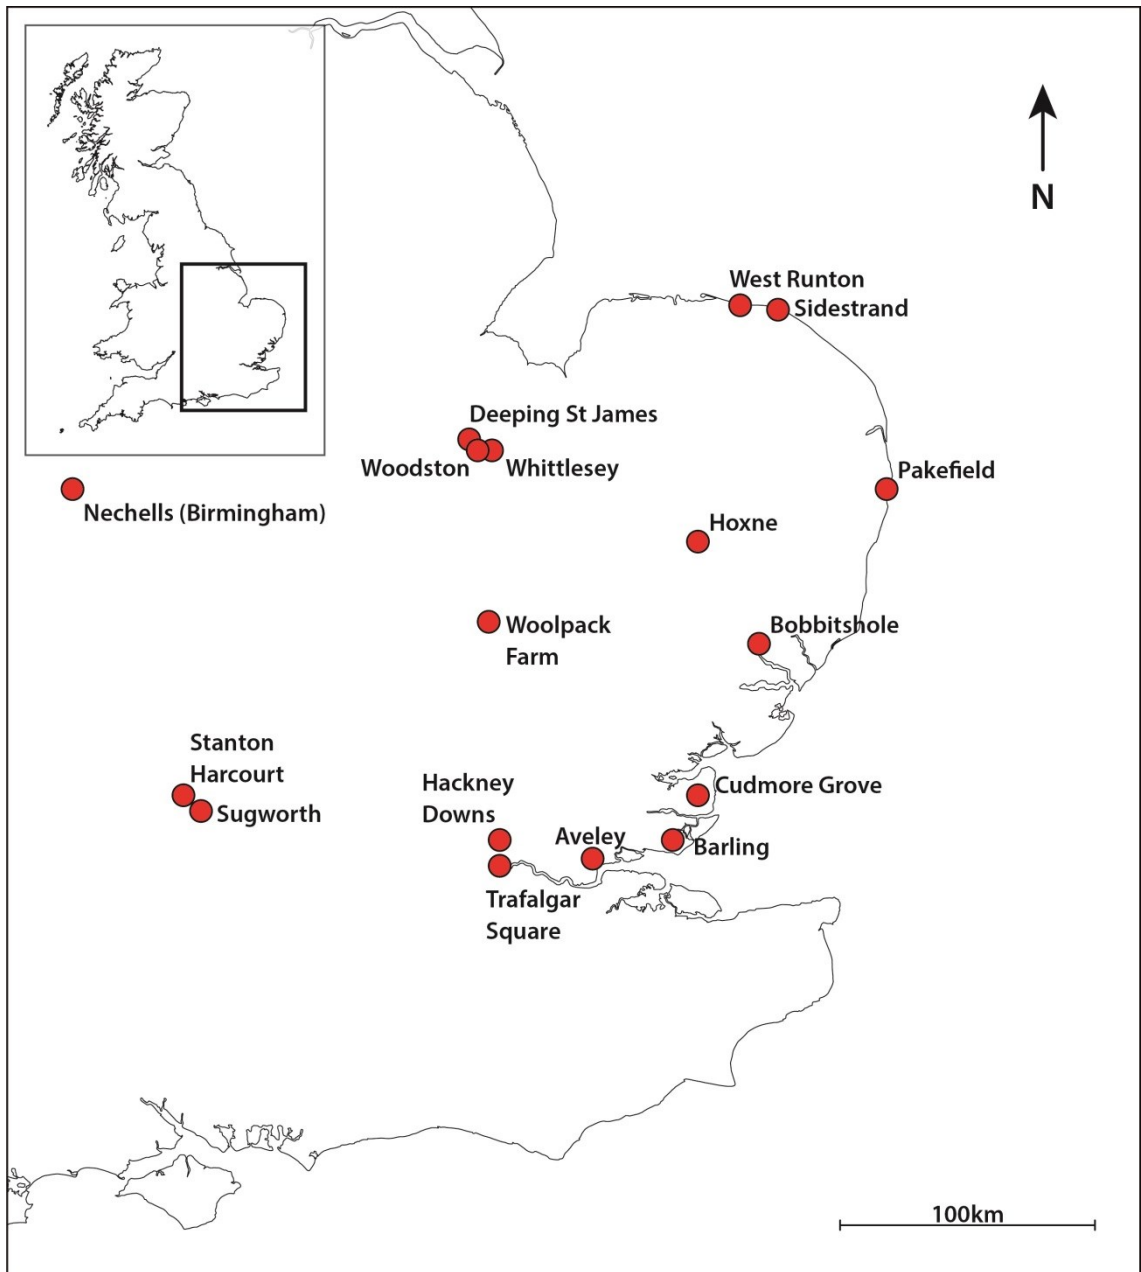 N
West Runton
Sidestrand
Deeping St James
Woodston
Whittlesey
Pakefield
Nechells (Birmingham)
Hoxne
Woolpack
Farm
Bobbitshole
Stanton
Harcourt
Sugworth
Hackney
Downs
Cudmore Grove
Aveley
Barling
Trafalgar
Square
100km